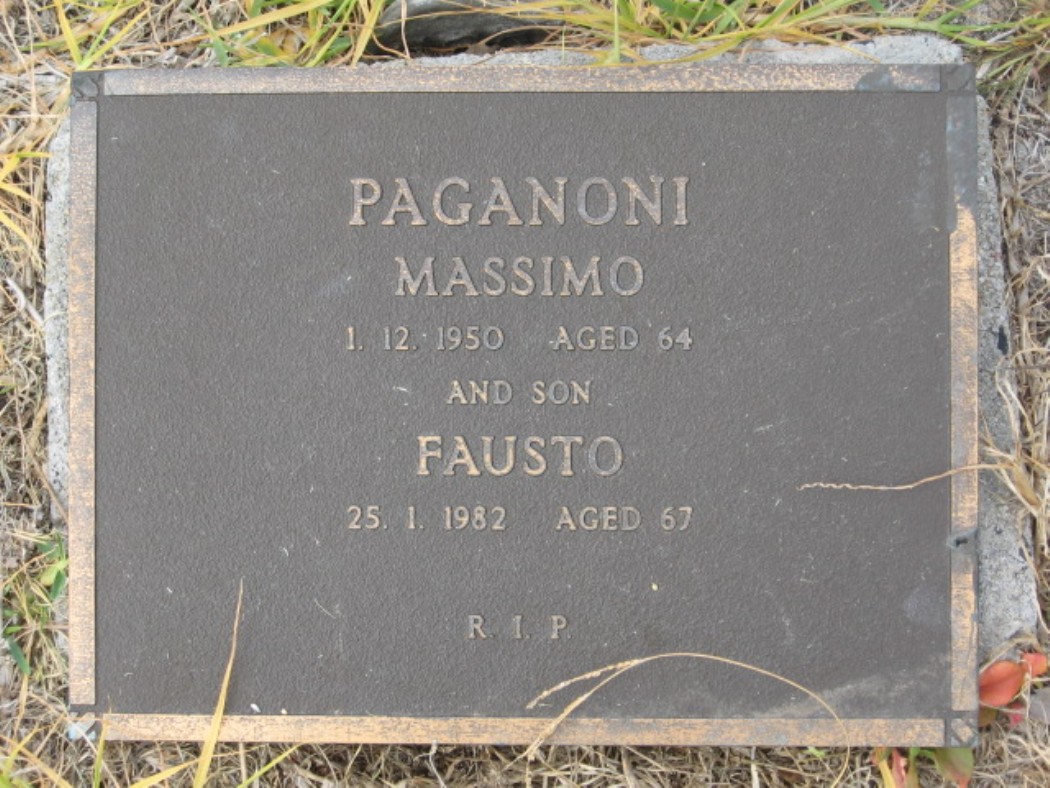 PAGANONI
MASSIMO
1. 12. 1950 AGED 64
AND SON
FAUSTO
25. 1. 1982 AGED 67
R. I. P.